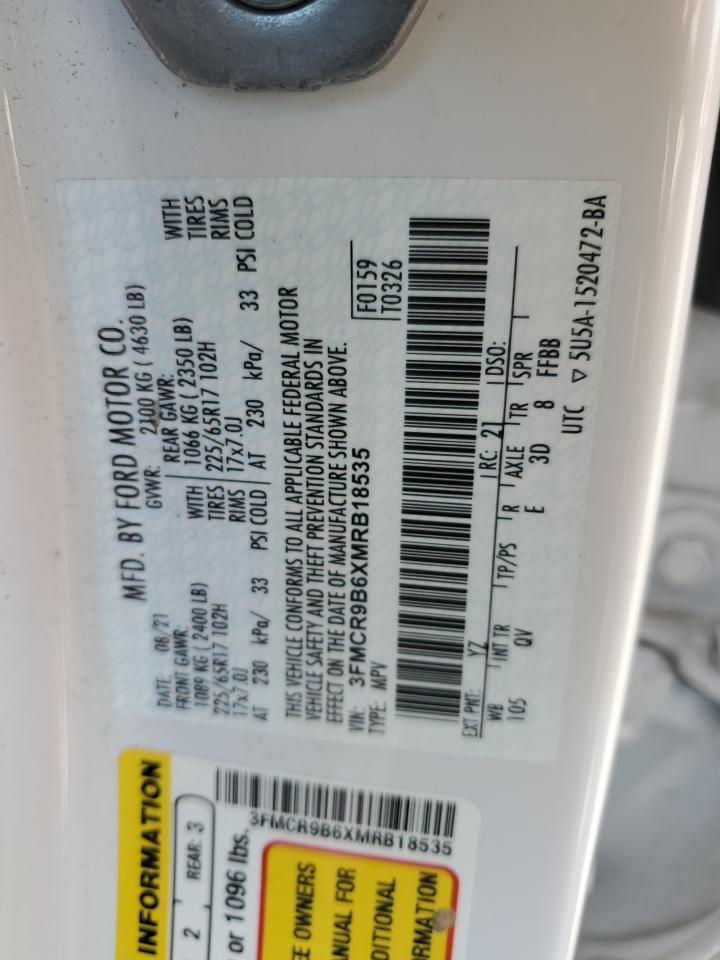 MFD. BY FORD MOTOR CO.
DATE: 08/21 GVWR: 2100 KG ( 4630 LB)
FRONT GAWR: REAR GAWR:
1089 KG ( 2400 LB) WITH 1066 KG ( 2350 LB) WITH
225/65R17 102H TIRES 225/65R17 102H TIRES
17x7.0J RIMS 17x7.0J RIMS
AT 230 kPa/ 33 PSI COLD AT 230 kPa/ 33 PSI COLD
THIS VEHICLE CONFORMS TO ALL APPLICABLE FEDERAL MOTOR
VEHICLE SAFETY AND THEFT PREVENTION STANDARDS IN
EFFECT ON THE DATE OF MANUFACTURE SHOWN ABOVE.
VIN: 3FMCR9B6XMRB18535 F0159
TYPE: MPV T0326
EXT PNT: YZ RC: 21 DSO:
WB INT TR TP/PS R AXLE TR SPR
105 QV E 3D 8 FFBB
UTC ▽ 5U5A-1520472-BA
INFORMATION
2 REAR: 3
or 1096 lbs.
3FMCR9B6XMRB18535
OWNERS
MANUAL FOR